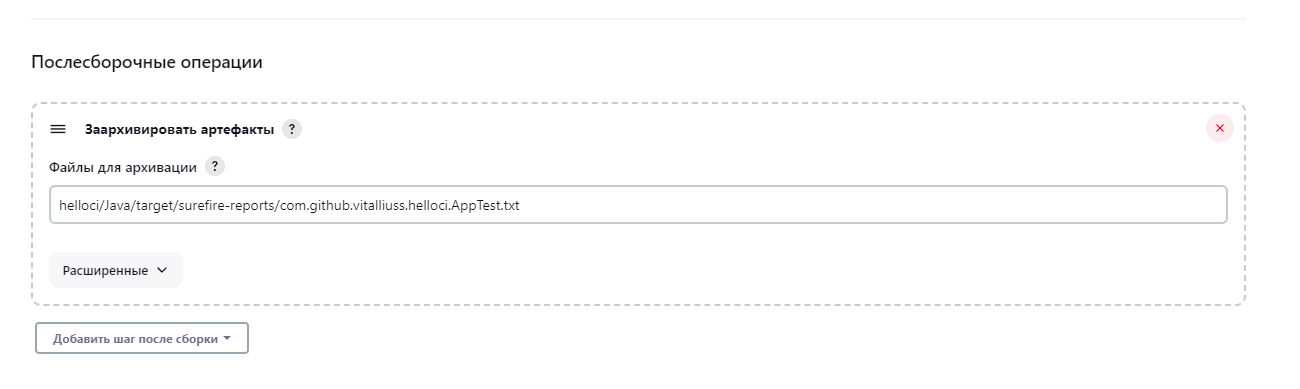 Послесборочные операции
Заархивировать артефакты ?
Файлы для архивации ?
helloci/Java/target/surefire-reports/com.github.vitalliuss.helloci.AppTest.txt
Расширенные
Добавить шаг после сборки